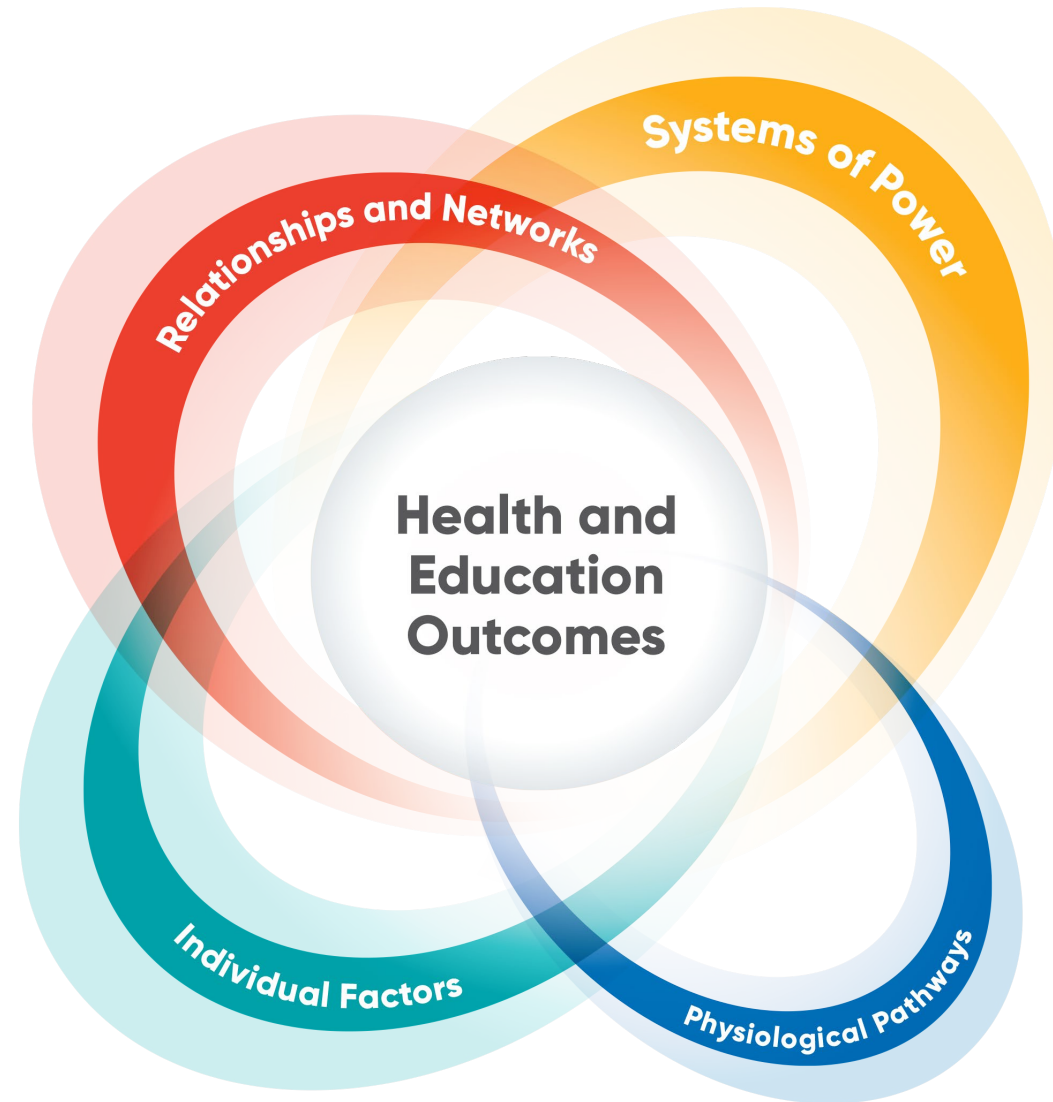 Systems of Power
Relationships and Networks
Health and
Education
Outcomes
Individual Factors
Physiological Pathways